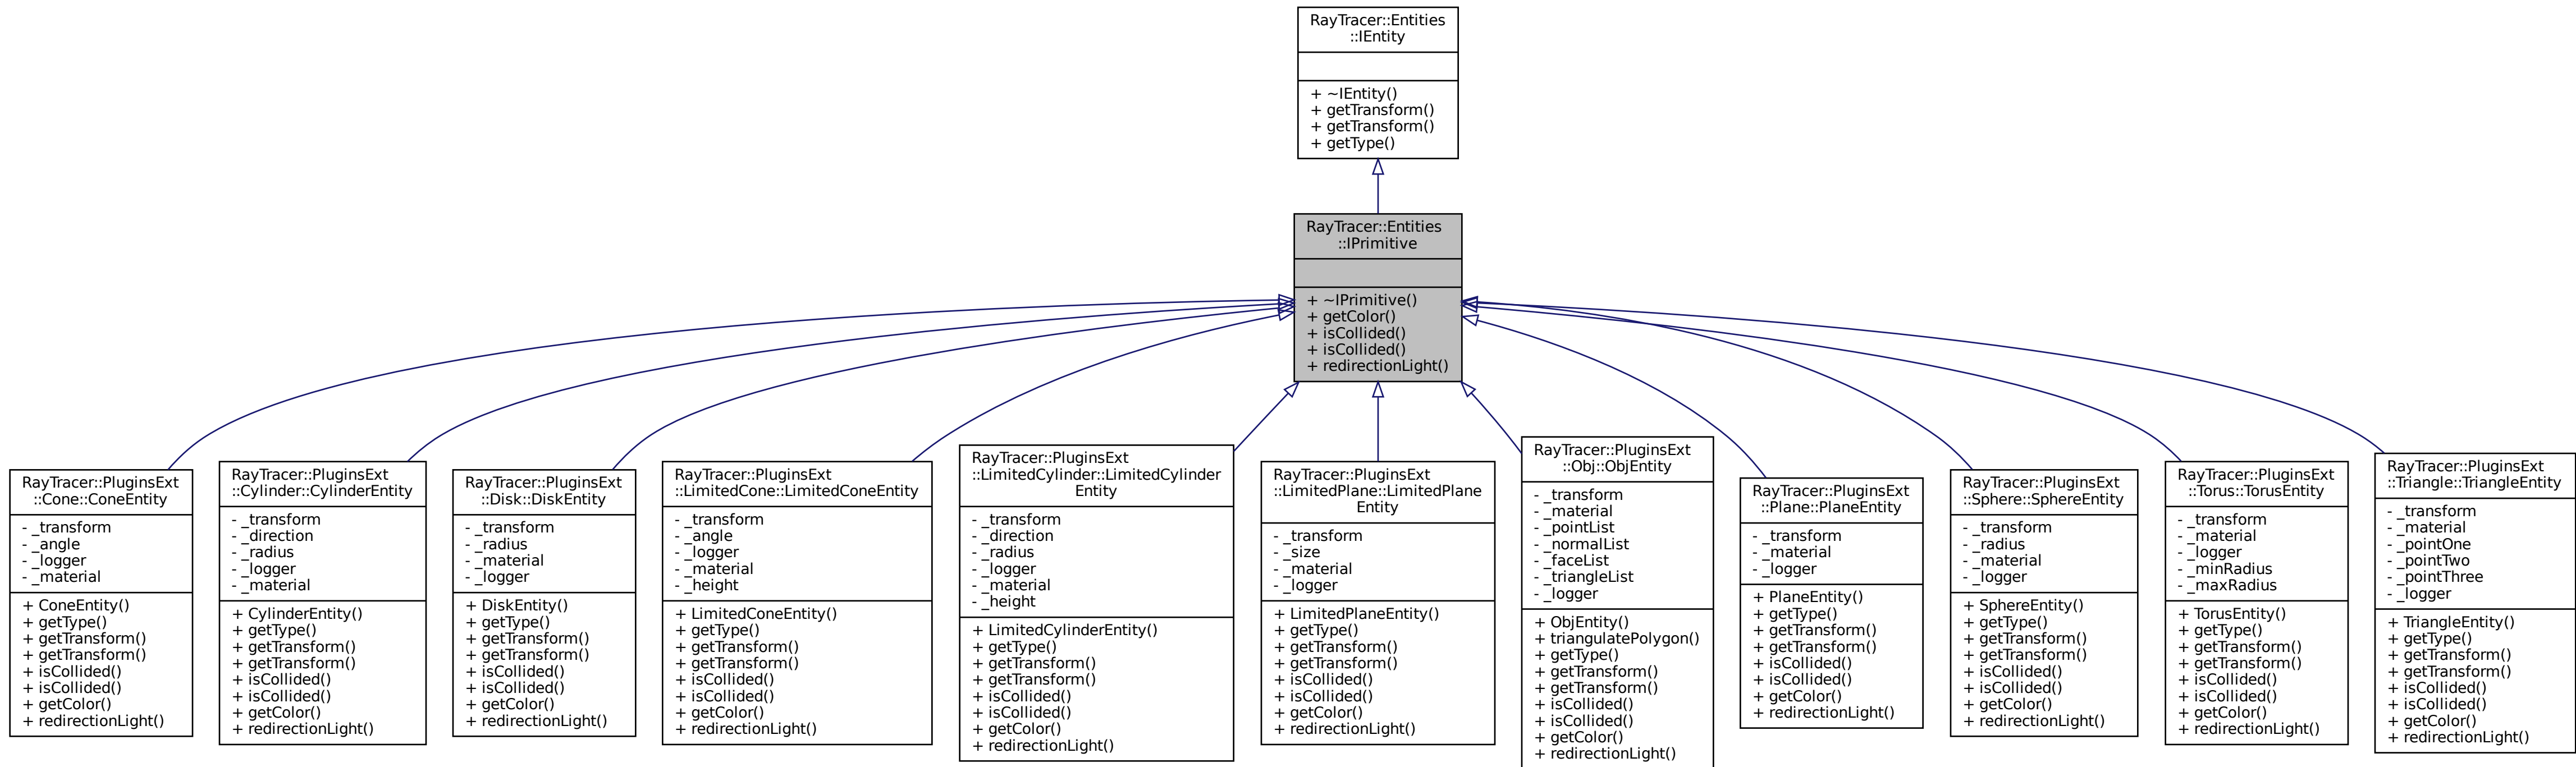 RayTracer::Entities
::IEntity
+ ~IEntity()
+ getTransform()
+ getTransform()
+ getType()
RayTracer::Entities
::IPrimitive
+ ~IPrimitive()
+ getColor()
+ isCollided()
+ isCollided()
+ redirectionLight()
RayTracer::PluginsExt
::Cone::ConeEntity
- _transform
- _angle
- _logger
- _material
+ ConeEntity()
+ getType()
+ getTransform()
+ getTransform()
+ isCollided()
+ isCollided()
+ getColor()
+ redirectionLight()
RayTracer::PluginsExt
::Cylinder::CylinderEntity
- _transform
- _direction
- _radius
- _logger
- _material
+ CylinderEntity()
+ getType()
+ getTransform()
+ getTransform()
+ isCollided()
+ isCollided()
+ getColor()
+ redirectionLight()
RayTracer::PluginsExt
::Disk::DiskEntity
- _transform
- _radius
- _material
- _logger
+ DiskEntity()
+ getType()
+ getTransform()
+ getTransform()
+ isCollided()
+ isCollided()
+ getColor()
+ redirectionLight()
RayTracer::PluginsExt
::LimitedCone::LimitedConeEntity
- _transform
- _angle
- _logger
- _material
- _height
+ LimitedConeEntity()
+ getType()
+ getTransform()
+ getTransform()
+ isCollided()
+ isCollided()
+ getColor()
+ redirectionLight()
RayTracer::PluginsExt
::LimitedCylinder::LimitedCylinder
Entity
- _transform
- _direction
- _radius
- _logger
- _material
- _height
+ LimitedCylinderEntity()
+ getType()
+ getTransform()
+ getTransform()
+ isCollided()
+ isCollided()
+ getColor()
+ redirectionLight()
RayTracer::PluginsExt
::LimitedPlane::LimitedPlane
Entity
- _transform
- _size
- _material
- _logger
+ LimitedPlaneEntity()
+ getType()
+ getTransform()
+ getTransform()
+ isCollided()
+ isCollided()
+ getColor()
+ redirectionLight()
RayTracer::PluginsExt
::Obj::ObjEntity
- _transform
- _material
- _pointList
- _normalList
- _faceList
- _triangleList
- _logger
+ ObjEntity()
+ triangulatePolygon()
+ getType()
+ getTransform()
+ getTransform()
+ isCollided()
+ isCollided()
+ getColor()
+ redirectionLight()
RayTracer::PluginsExt
::Plane::PlaneEntity
- _transform
- _material
- _logger
+ PlaneEntity()
+ getType()
+ getTransform()
+ getTransform()
+ isCollided()
+ isCollided()
+ getColor()
+ redirectionLight()
RayTracer::PluginsExt
::Sphere::SphereEntity
- _transform
- _radius
- _material
- _logger
+ SphereEntity()
+ getType()
+ getTransform()
+ getTransform()
+ isCollided()
+ isCollided()
+ getColor()
+ redirectionLight()
RayTracer::PluginsExt
::Torus::TorusEntity
- _transform
- _material
- _logger
- _minRadius
- _maxRadius
+ TorusEntity()
+ getType()
+ getTransform()
+ getTransform()
+ isCollided()
+ isCollided()
+ getColor()
+ redirectionLight()
RayTracer::PluginsExt
::Triangle::TriangleEntity
- _transform
- _material
- _pointOne
- _pointTwo
- _pointThree
- _logger
+ TriangleEntity()
+ getType()
+ getTransform()
+ getTransform()
+ isCollided()
+ isCollided()
+ getColor()
+ redirectionLight()